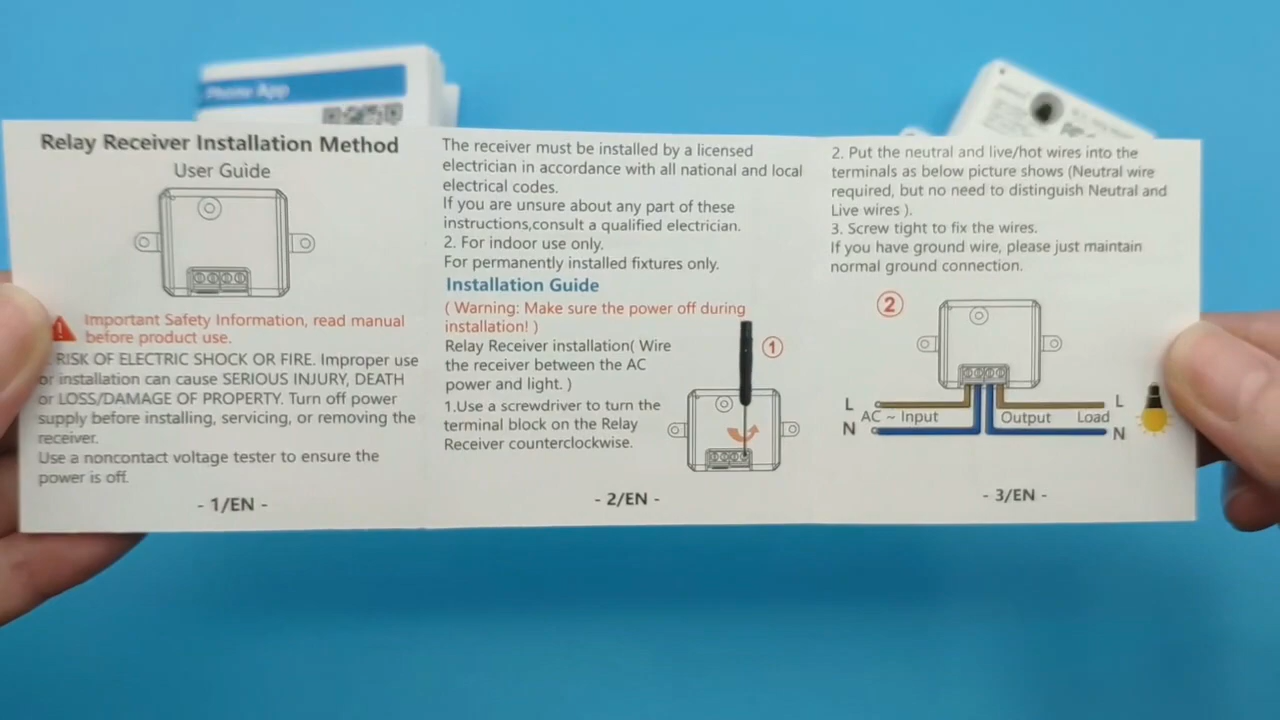 Phone App
Relay Receiver Installation Method
User Guide
Important Safety Information, read manual
before product use.
RISK OF ELECTRIC SHOCK OR FIRE. Improper use
or installation can cause SERIOUS INJURY, DEATH
or LOSS/DAMAGE OF PROPERTY. Turn off power
supply before installing, servicing, or removing the
receiver.
Use a noncontact voltage tester to ensure the
power is off.
- 1/EN -
The receiver must be installed by a licensed
electrician in accordance with all national and local
electrical codes.
If you are unsure about any part of these
instructions,consult a qualified electrician.
2. For indoor use only.
For permanently installed fixtures only.
Installation Guide
( Warning: Make sure the power off during
installation! )
Relay Receiver installation( Wire
the receiver between the AC
power and light. )
1.Use a screwdriver to turn the
terminal block on the Relay
Receiver counterclockwise.
1
- 2/EN -
2. Put the neutral and live/hot wires into the
terminals as below picture shows (Neutral wire
required, but no need to distinguish Neutral and
Live wires ).
3. Screw tight to fix the wires.
If you have ground wire, please just maintain
normal ground connection.
2
L
AC ~ Input
N
Output
Load
L
N
- 3/EN -